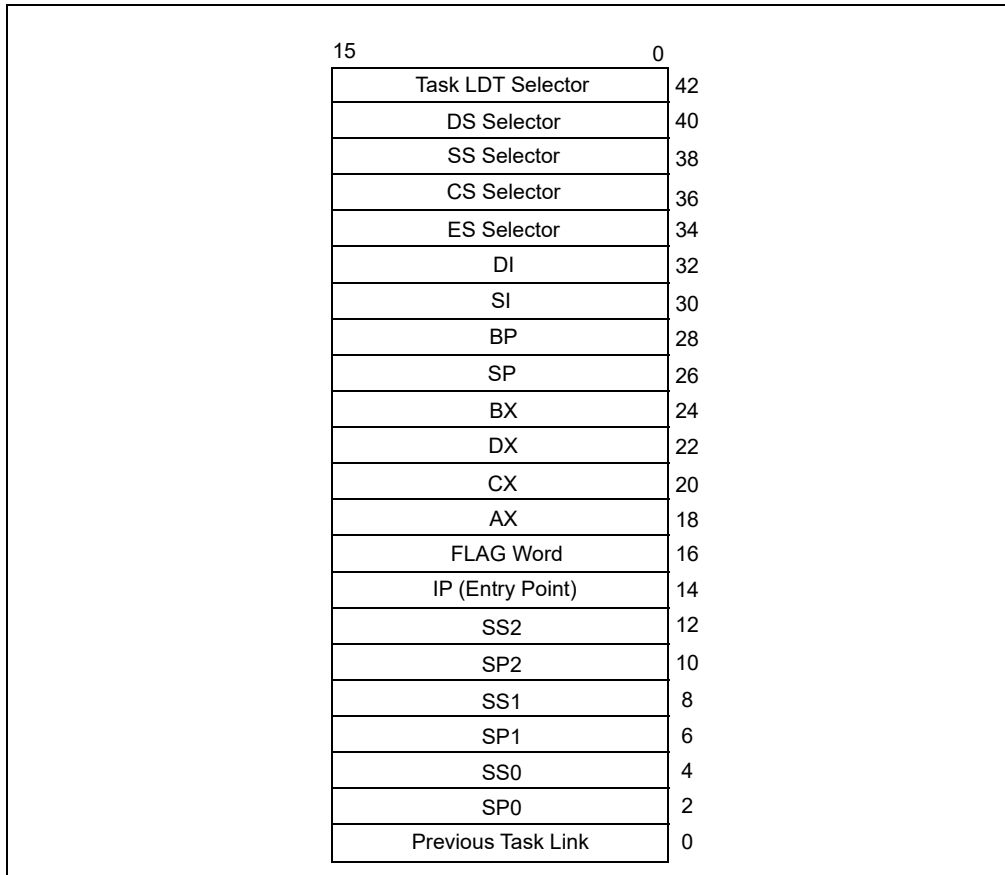 15 0
Task LDT Selector 42
DS Selector 40
SS Selector 38
CS Selector 36
ES Selector 34
DI 32
SI 30
BP 28
SP 26
BX 24
DX 22
CX 20
AX 18
FLAG Word 16
IP (Entry Point) 14
SS2 12
SP2 10
SS1 8
SP1 6
SS0 4
SP0 2
Previous Task Link 0